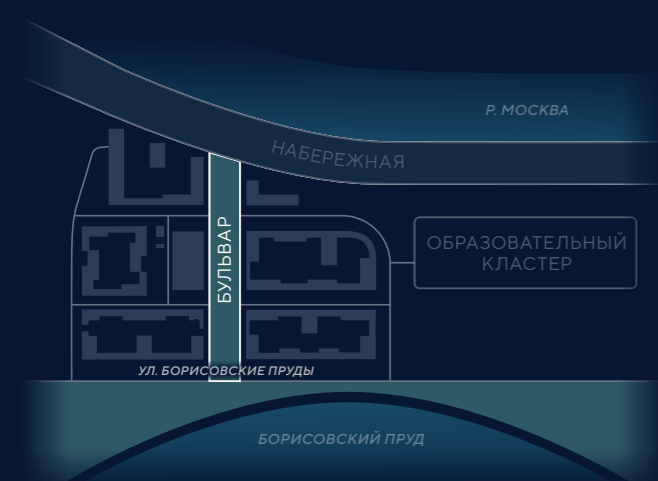 Р. МОСКВА
НАБЕРЕЖНАЯ
ОБРАЗОВАТЕЛЬНЫЙ
КЛАСТЕР
БУЛЬВАР
УЛ. БОРИСОВСКИЕ ПРУДЫ
БОРИСОВСКИЙ ПРУД